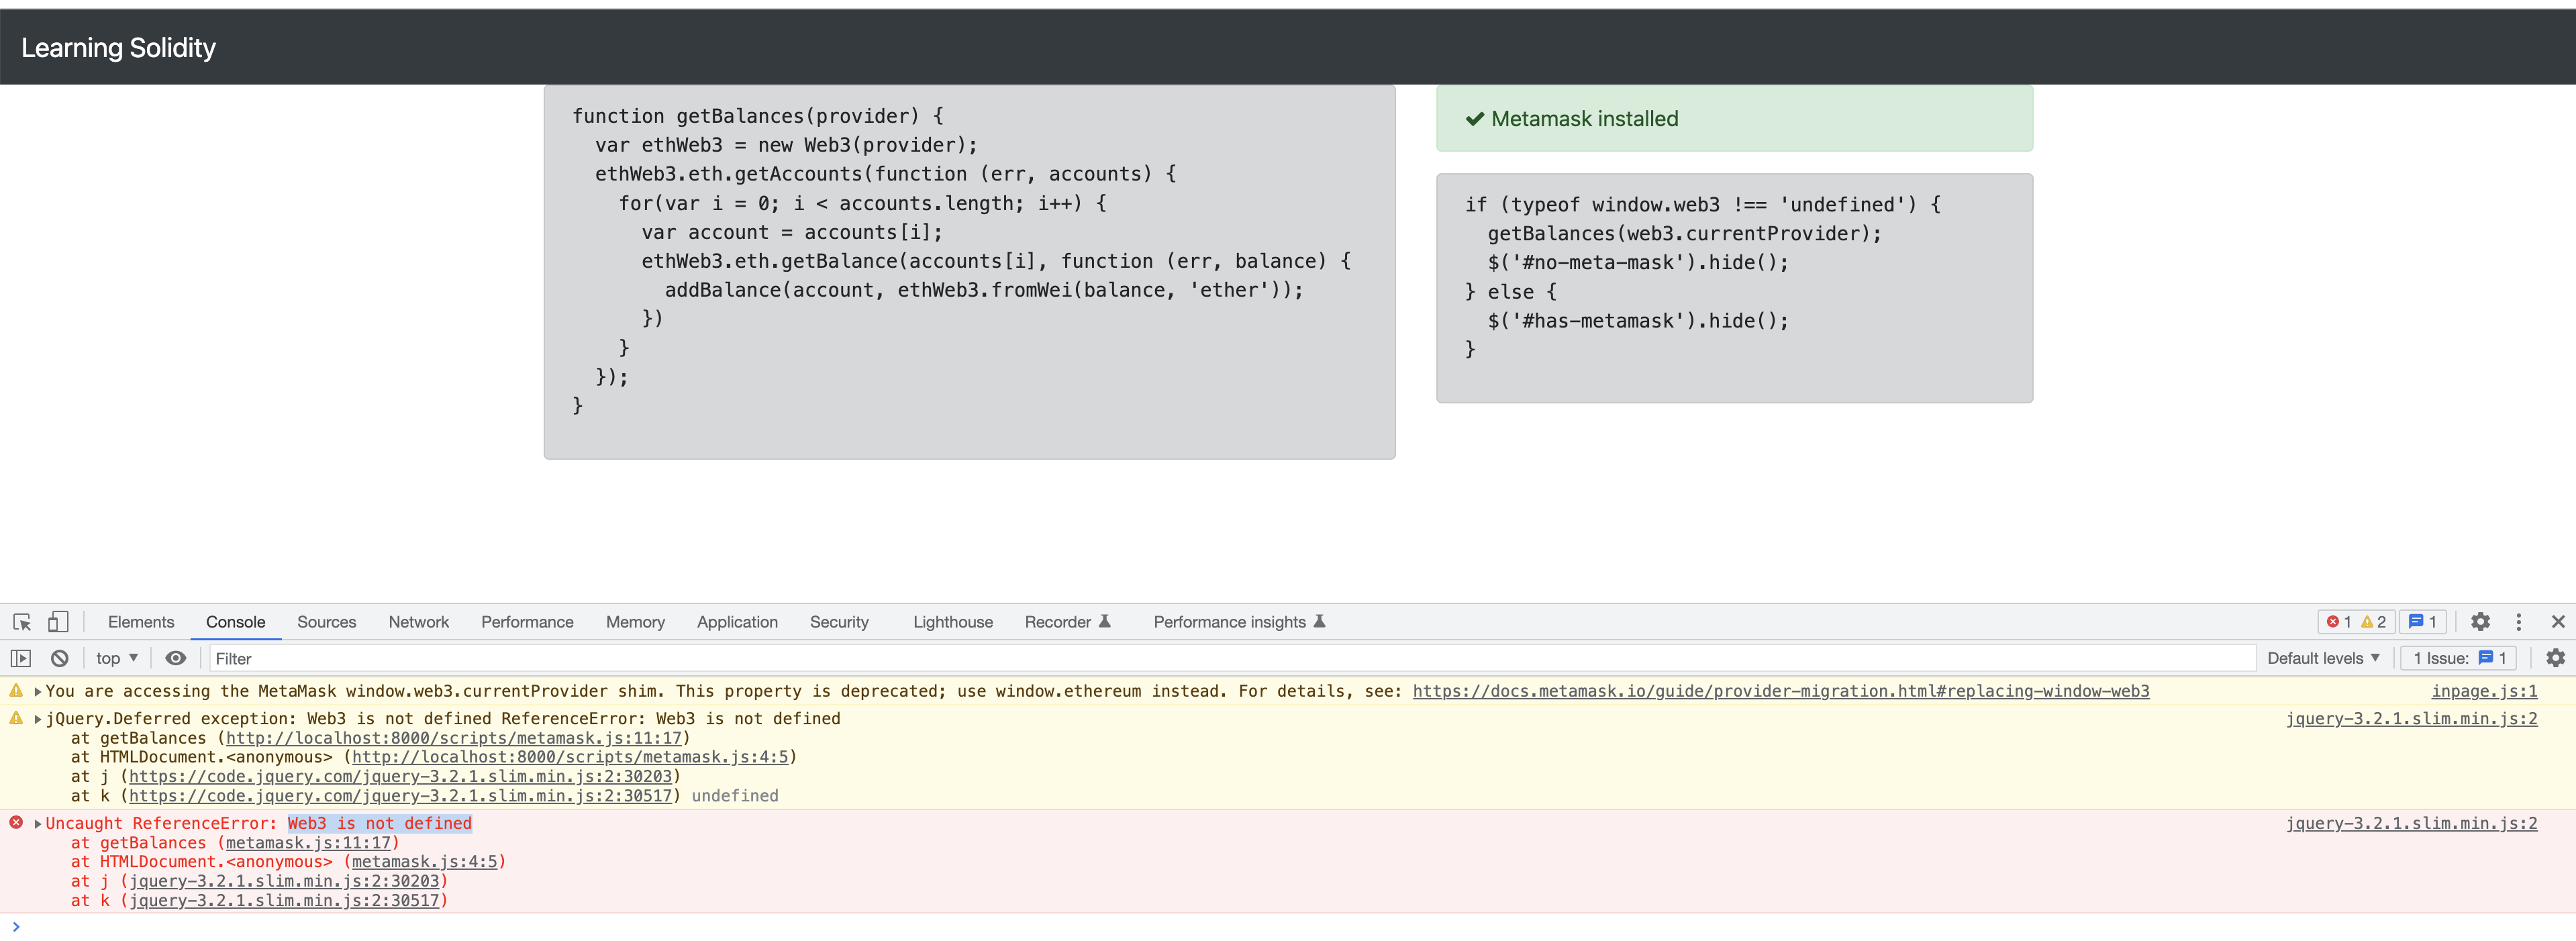 Learning Solidity
function getBalances(provider) {
  var ethWeb3 = new Web3(provider);
  ethWeb3.eth.getAccounts(function (err, accounts) {
    for(var i = 0; i < accounts.length; i++) {
      var account = accounts[i];
      ethWeb3.eth.getBalance(accounts[i], function (err, balance) {
        addBalance(account, ethWeb3.fromWei(balance, 'ether'));
      })
    }
  });
}
Metamask installed
if (typeof window.web3 !== 'undefined') {
  getBalances(web3.currentProvider);
  $('#no-meta-mask').hide();
} else {
  $('#has-metamask').hide();
}
Elements Console Sources Network Performance Memory Application Security Lighthouse Recorder Performance insights 1 2 1
top Filter Default levels 1 Issue: 1
You are accessing the MetaMask window.web3.currentProvider shim. This property is deprecated; use window.ethereum instead. For details, see: https://docs.metamask.io/guide/provider-migration.html#replacing-window-web3 inpage.js:1
jQuery.Deferred exception: Web3 is not defined ReferenceError: Web3 is not defined jquery-3.2.1.slim.min.js:2
at getBalances (http://localhost:8000/scripts/metamask.js:11:17)
at HTMLDocument.<anonymous> (http://localhost:8000/scripts/metamask.js:4:5)
at j (https://code.jquery.com/jquery-3.2.1.slim.min.js:2:30203)
at k (https://code.jquery.com/jquery-3.2.1.slim.min.js:2:30517) undefined
Uncaught ReferenceError: Web3 is not defined jquery-3.2.1.slim.min.js:2
at getBalances (metamask.js:11:17)
at HTMLDocument.<anonymous> (metamask.js:4:5)
at j (jquery-3.2.1.slim.min.js:2:30203)
at k (jquery-3.2.1.slim.min.js:2:30517)